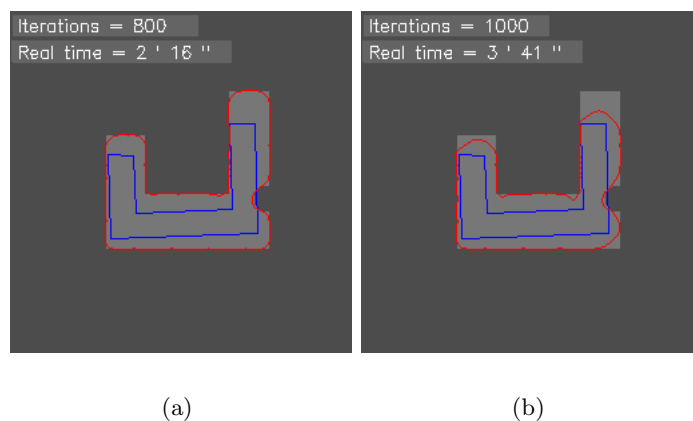 Iterations = 800
Real time = 2 ' 16 "
Iterations = 1000
Real time = 3 ' 41 "
(a)
(b)